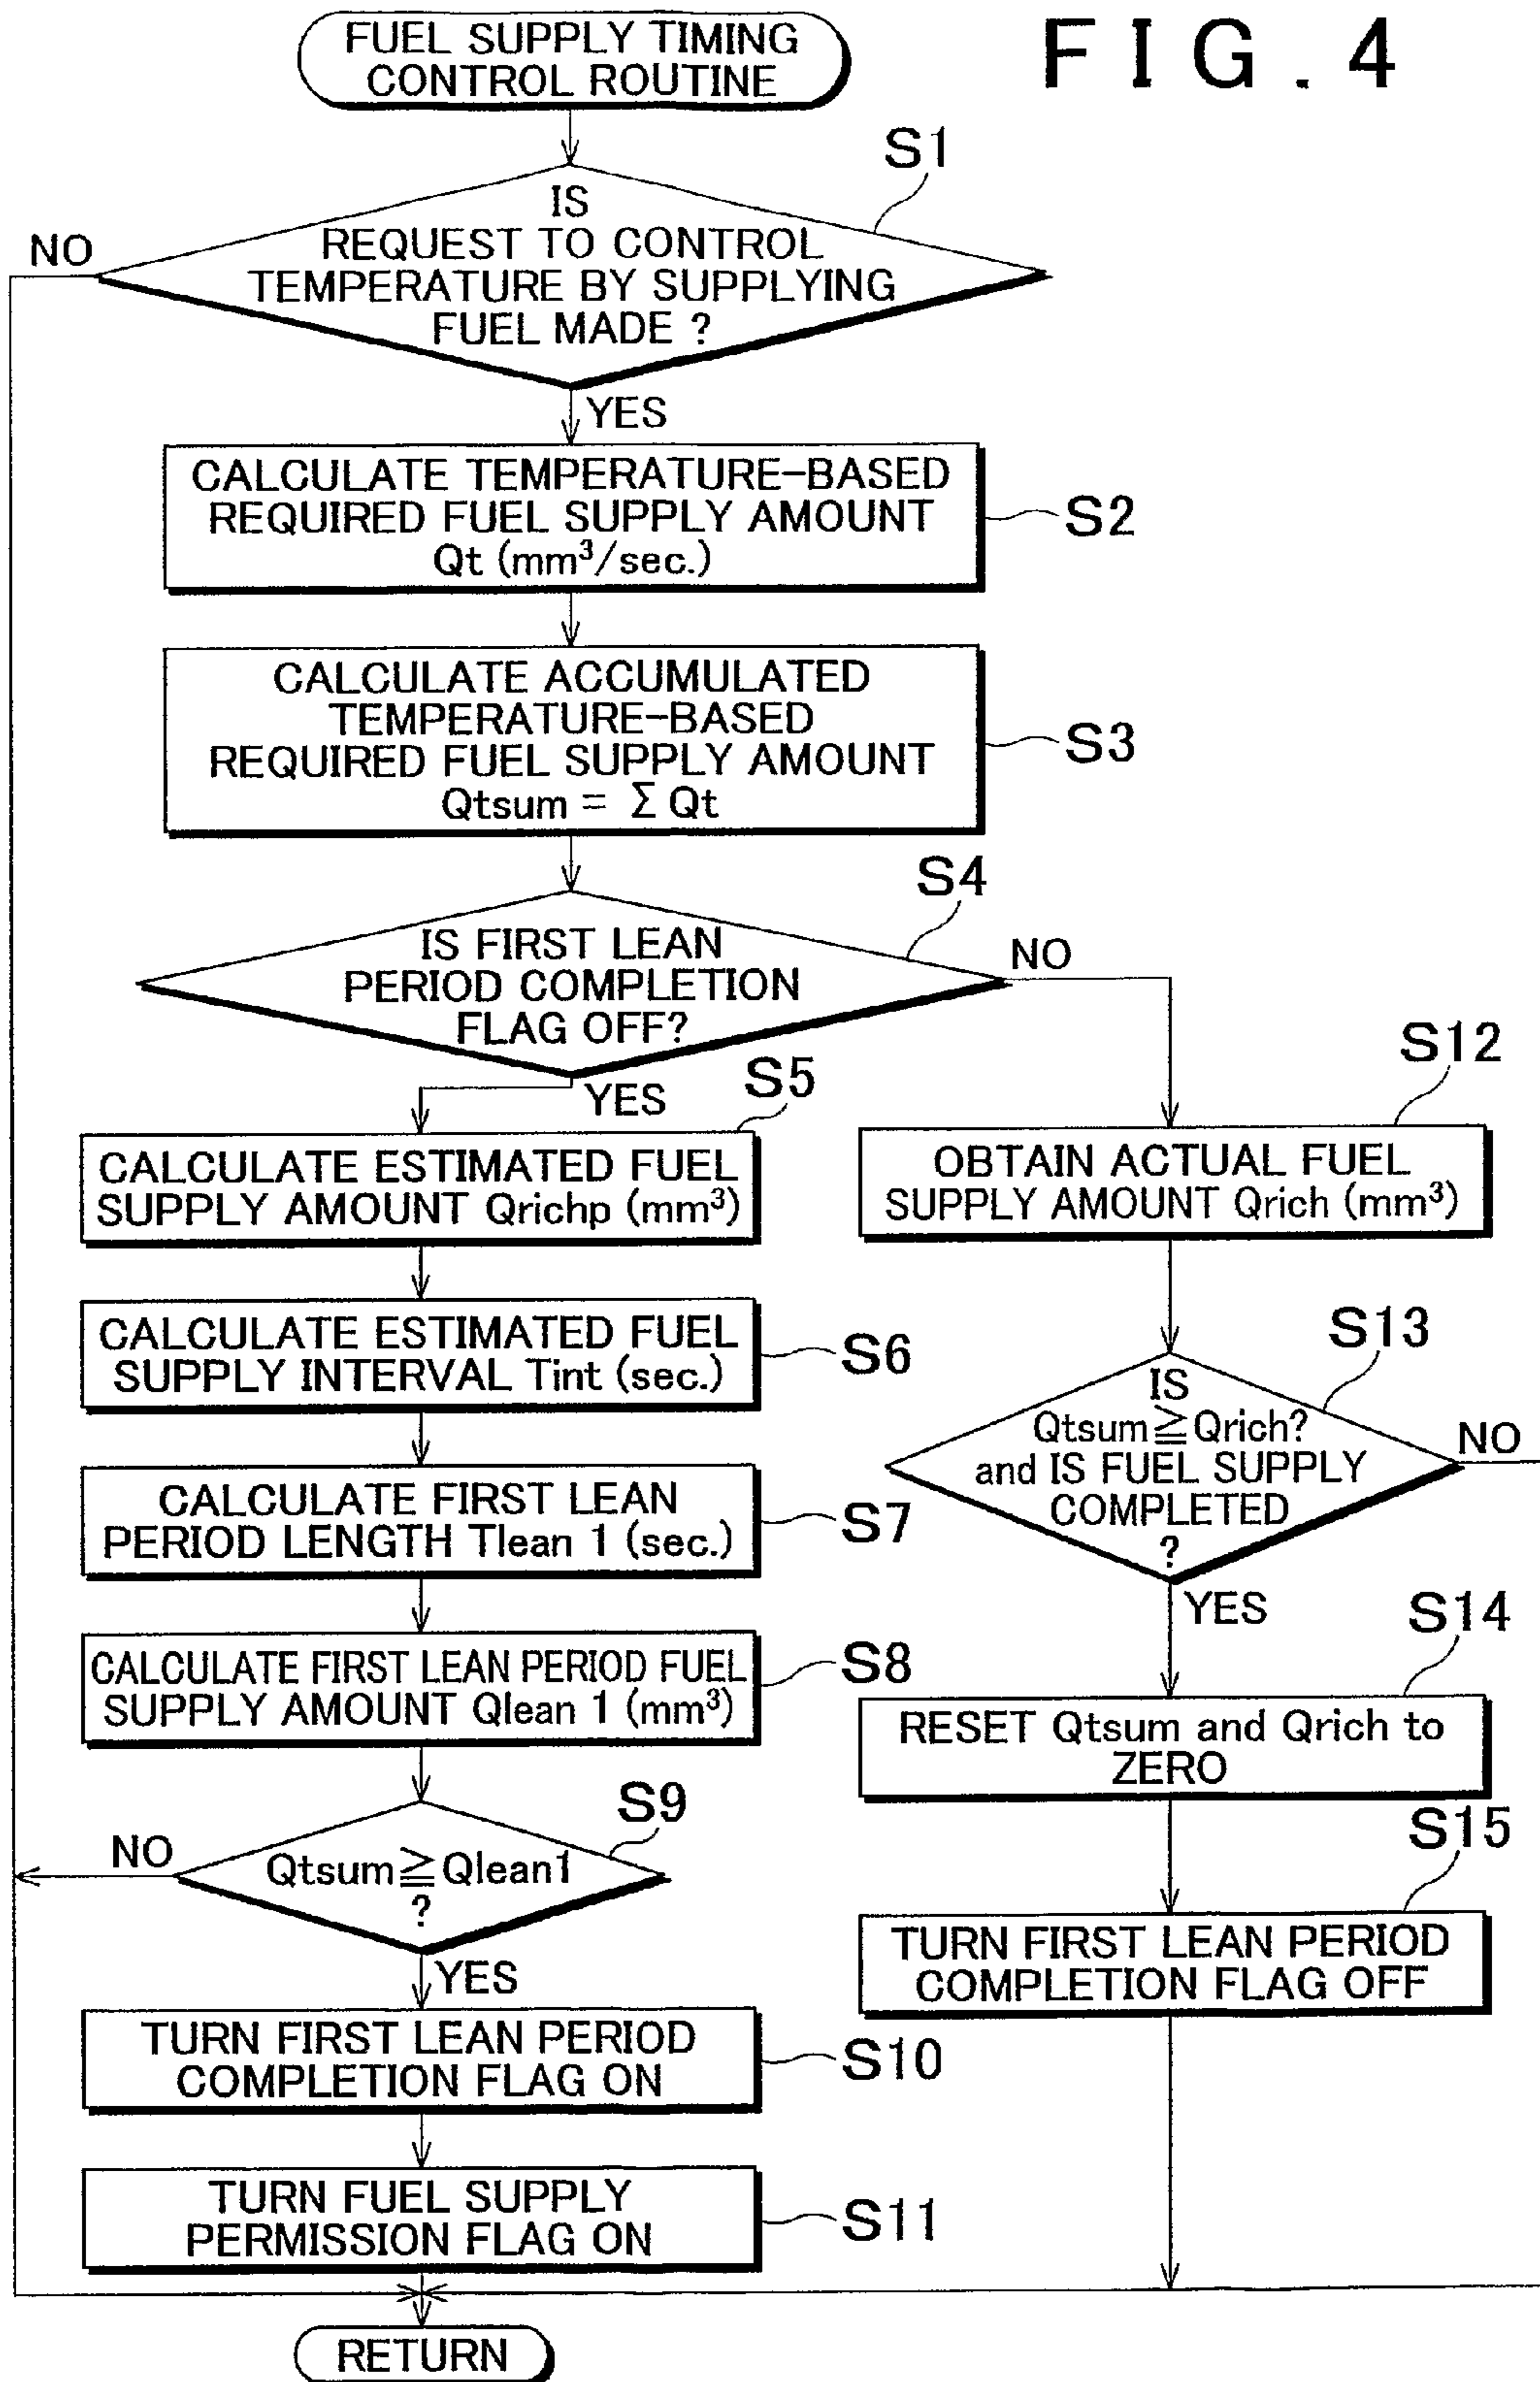 FIG.4
FUEL SUPPLY TIMING
CONTROL ROUTINE
S1
IS
REQUEST TO CONTROL
TEMPERATURE BY SUPPLYING
FUEL MADE ?
NO
YES
CALCULATE TEMPERATURE-BASED
REQUIRED FUEL SUPPLY AMOUNT
Qt (mm³/sec.)
S2
CALCULATE ACCUMULATED
TEMPERATURE-BASED
REQUIRED FUEL SUPPLY AMOUNT
Qtsum = Σ Qt
S3
S4
IS FIRST LEAN
PERIOD COMPLETION
FLAG OFF?
NO
YES
S5
CALCULATE ESTIMATED FUEL
SUPPLY AMOUNT Qrichp (mm³)
CALCULATE ESTIMATED FUEL
SUPPLY INTERVAL Tint (sec.)
S6
CALCULATE FIRST LEAN
PERIOD LENGTH Tlean 1 (sec.)
S7
CALCULATE FIRST LEAN PERIOD FUEL
SUPPLY AMOUNT Qlean 1 (mm³)
S8
S9
Qtsum≧Qlean1
?
NO
YES
TURN FIRST LEAN PERIOD
COMPLETION FLAG ON
S10
TURN FUEL SUPPLY
PERMISSION FLAG ON
S11
S12
OBTAIN ACTUAL FUEL
SUPPLY AMOUNT Qrich (mm³)
S13
IS
Qtsum≧Qrich?
and IS FUEL SUPPLY
COMPLETED
?
NO
YES
S14
RESET Qtsum and Qrich to
ZERO
S15
TURN FIRST LEAN PERIOD
COMPLETION FLAG OFF
RETURN